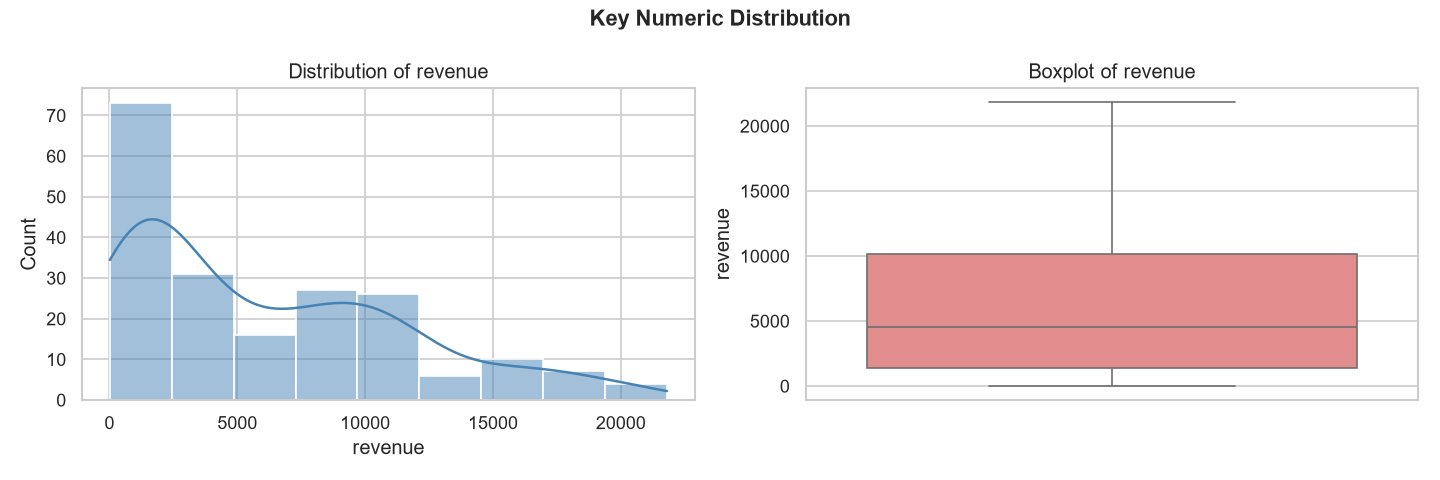 Key Numeric Distribution
Distribution of revenue
70
60
50
40
30
20
10
0
Count
0 5000 10000 15000 20000
revenue
Boxplot of revenue
20000
15000
10000
5000
0
revenue